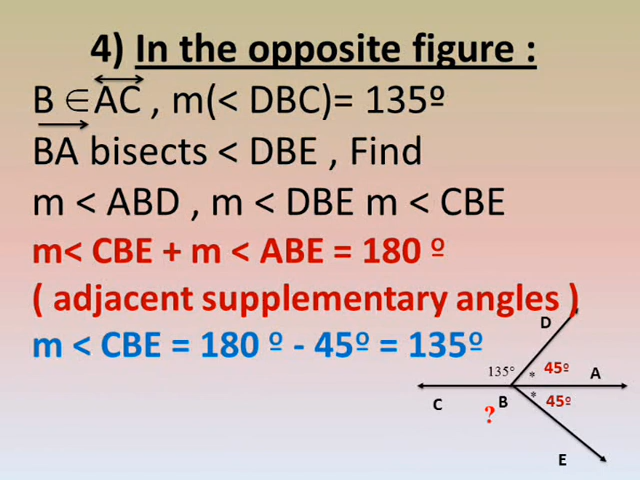 4) In the opposite figure :
B ∈ AC , m(< DBC)= 135º
BA bisects < DBE , Find
m < ABD , m < DBE m < CBE
m< CBE + m < ABE = 180 º
( adjacent supplementary angles )
m < CBE = 180 º - 45º = 135º
D
135° * 45º A
C B * 45º
?
E